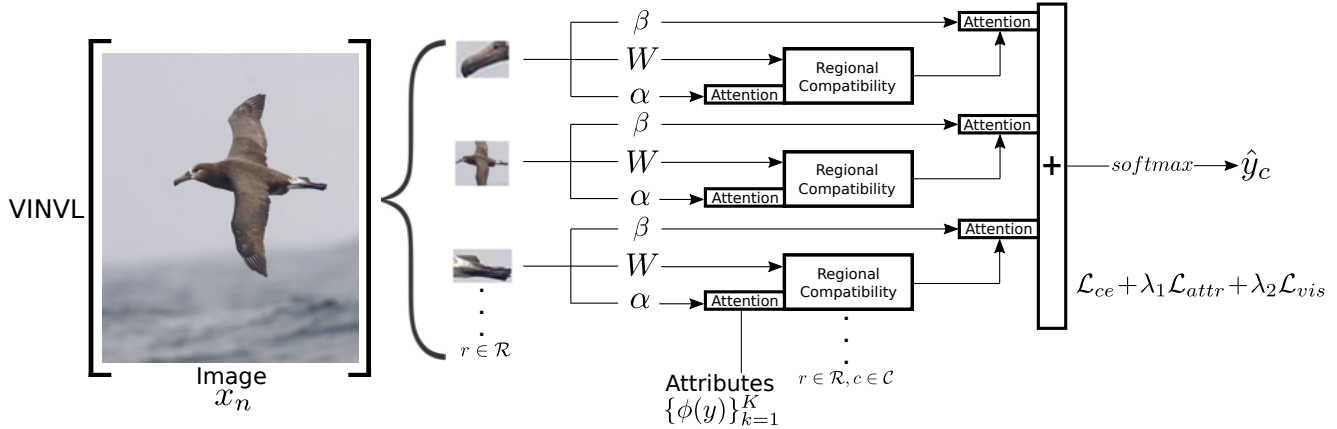 VINVL
Image
x_n
r ∈ R
β
W
α
Attention
Regional
Compatibility
Attention
β
W
α
Attention
Regional
Compatibility
Attention
β
W
α
Attention
Regional
Compatibility
Attention
Attributes
{ϕ(y)}_{k=1}^{K}
r ∈ R, c ∈ C
+
softmax
ŷ_c
L_ce + λ_1 L_attr + λ_2 L_vis